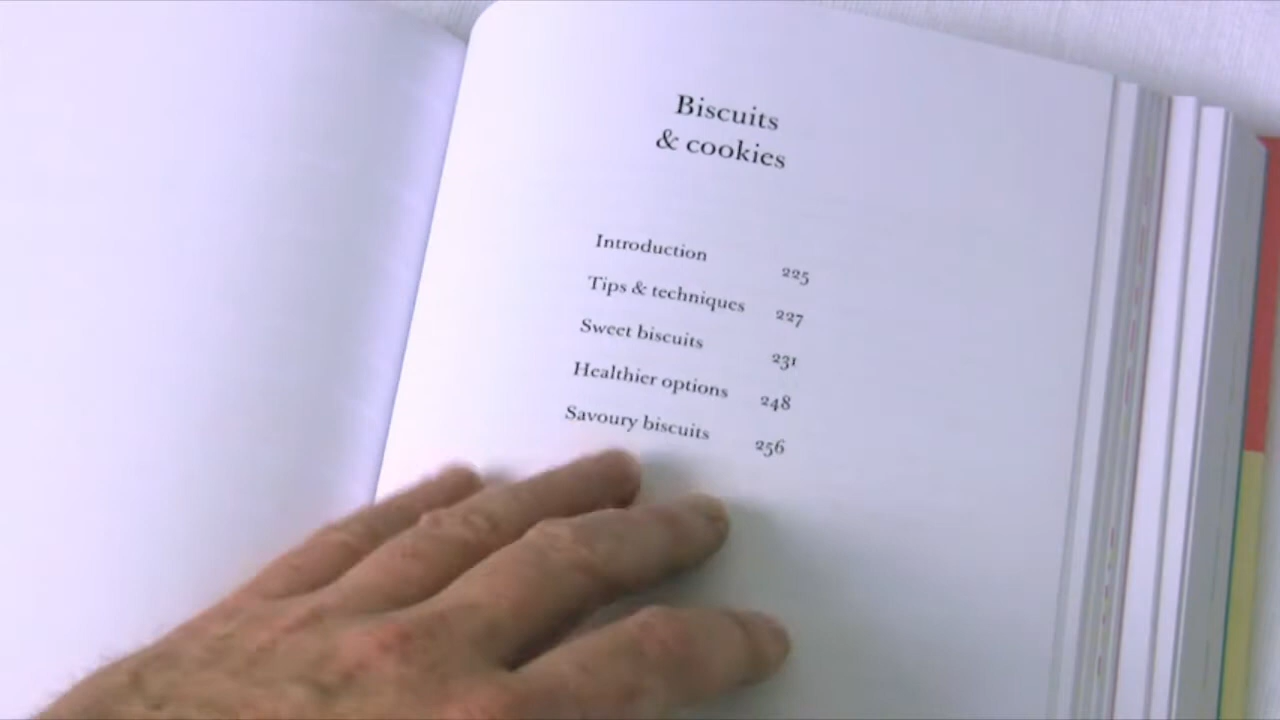 Biscuits
& cookies
Introduction 225
Tips & techniques 227
Sweet biscuits 231
Healthier options 248
Savoury biscuits 256